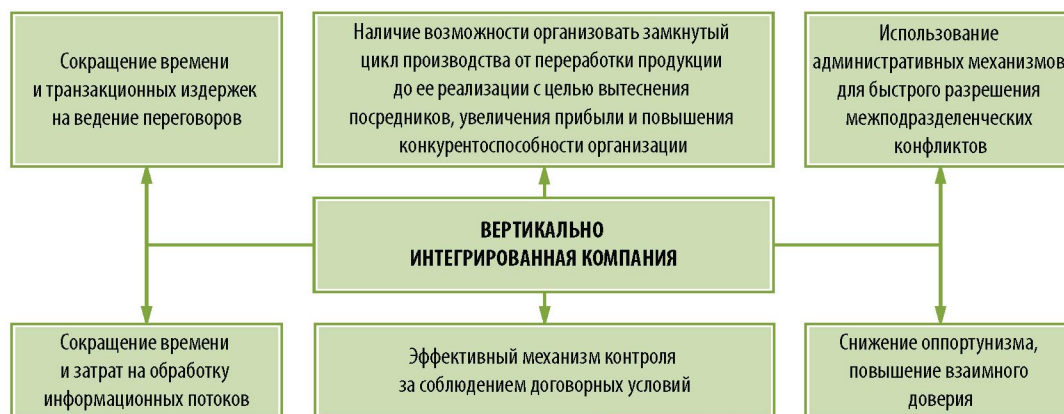 Сокращение времени
и транзакционных издержек
на ведение переговоров
Наличие возможности организовать замкнутый
цикл производства от переработки продукции
до ее реализации с целью вытеснения
посредников, увеличения прибыли и повышения
конкурентоспособности организации
Использование
административных механизмов
для быстрого разрешения
межподразделенческих
конфликтов
ВЕРТИКАЛЬНО
ИНТЕГРИРОВАННАЯ КОМПАНИЯ
Сокращение времени
и затрат на обработку
информационных потоков
Эффективный механизм контроля
за соблюдением договорных условий
Снижение оппортунизма,
повышение взаимного
доверия